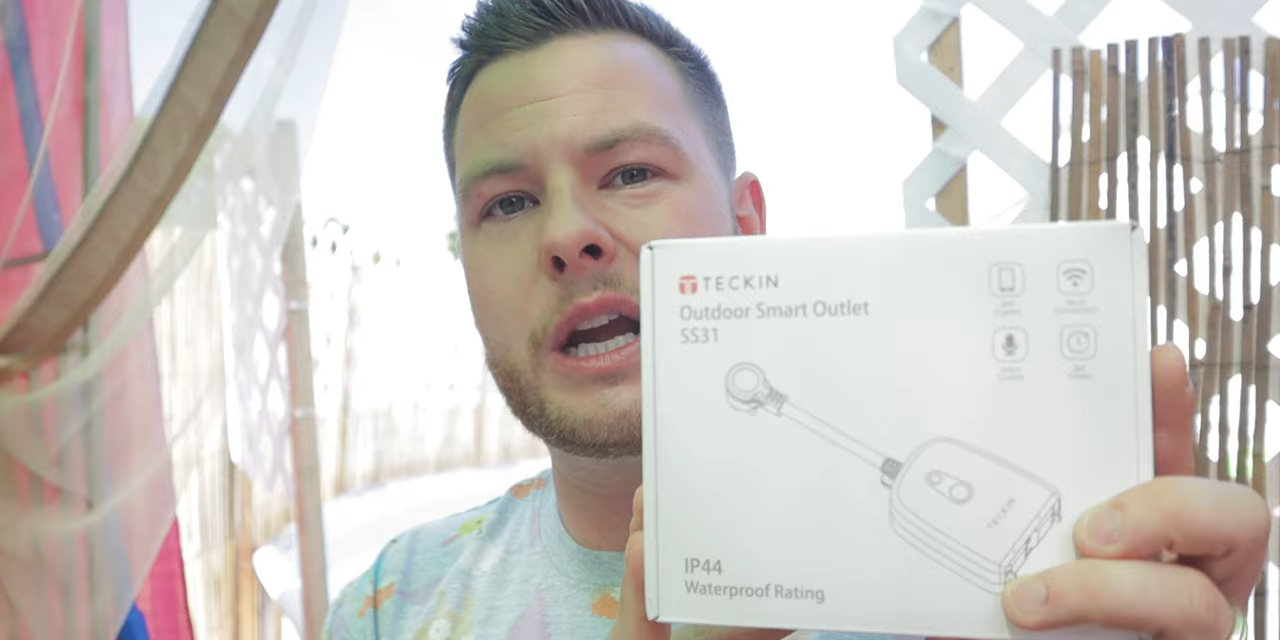 TECKIN
Outdoor Smart Outlet
SS31
TECKIN
IP44
Waterproof Rating